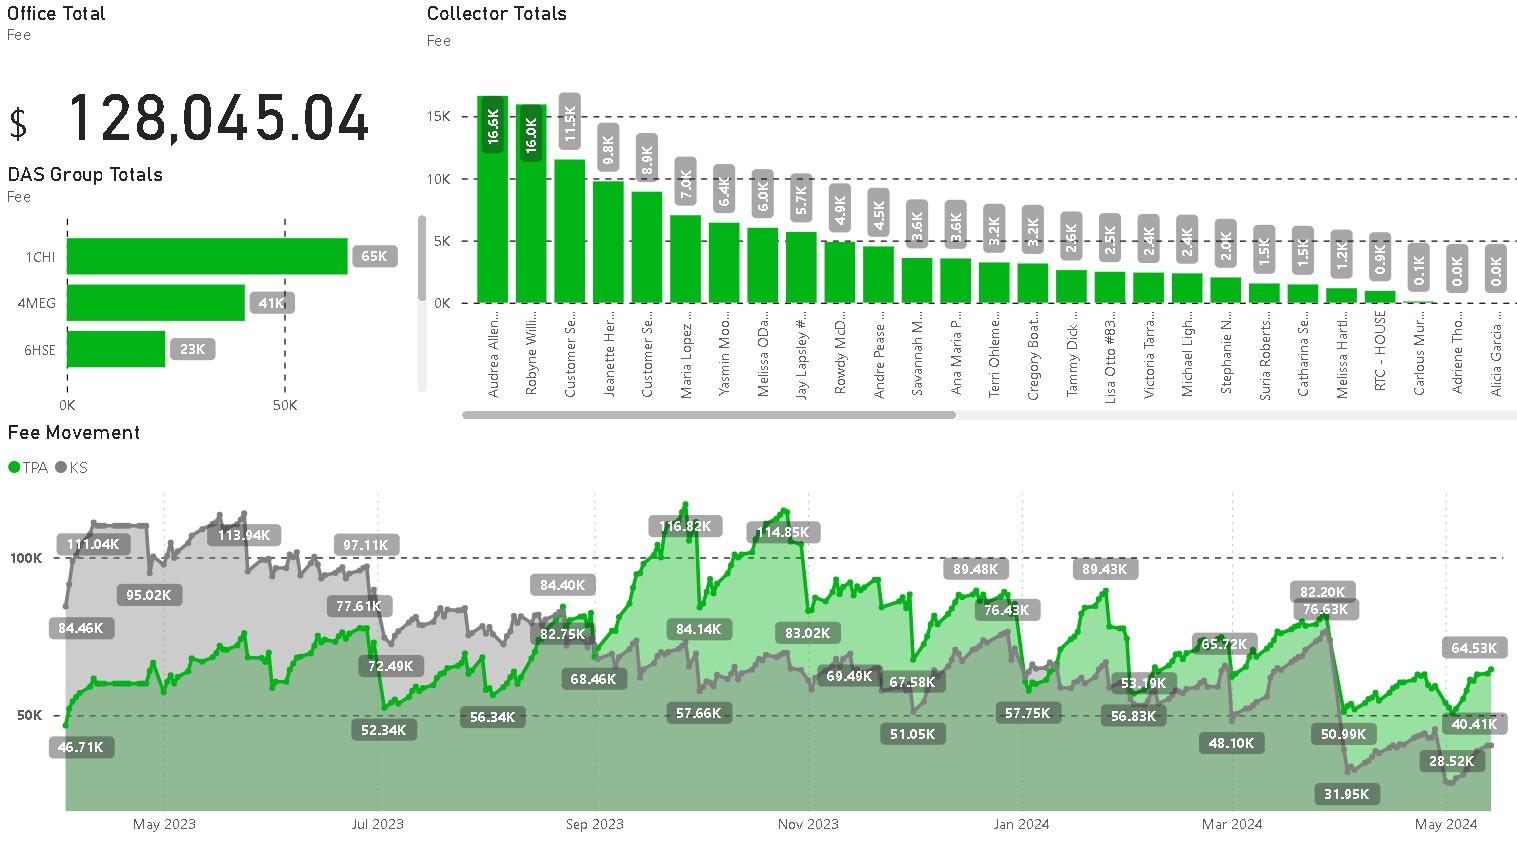 Office Total
Fee
$ 128,045.04
DAS Group Totals
Fee
1CHI 65K
4MEG 41K
6HSE 23K
0K 50K
Collector Totals
Fee
15K
10K
5K
0K
16.6K
16.0K
11.5K
9.8K
8.9K
7.0K
6.4K
6.0K
5.7K
4.9K
4.5K
3.6K
3.6K
3.2K
3.2K
2.6K
2.5K
2.4K
2.4K
2.0K
1.5K
1.5K
1.2K
0.9K
0.1K
0.0K
0.0K
Audrea Allen...
Robyne Willi...
Customer Se...
Jeanette Her...
Customer Se...
Maria Lopez ...
Yasmin Moo...
Melissa ODa...
Jay Lapsley #...
Rowdy McD...
Andre Pease ...
Savannah M...
Ana Maria P...
Terri Ohleme...
Cregory Boat...
Tammy Dick ...
Lisa Otto #83...
Victoria Tarra...
Michael Ligh...
Stephanie N...
Suria Roberts...
Catharina Se...
Melissa Hartl...
RTC - HOUSE
Carlous Mur...
Adriene Tho...
Alicia Garcia ...
Fee Movement
TPA KS
100K
50K
111.04K
113.94K
97.11K
95.02K
84.46K
77.61K
72.49K
46.71K
52.34K
56.34K
84.40K
82.75K
68.46K
116.82K
114.85K
84.14K
83.02K
57.66K
69.49K
67.58K
51.05K
89.48K
76.43K
57.75K
89.43K
53.19K
56.83K
65.72K
48.10K
82.20K
76.63K
50.99K
31.95K
64.53K
40.41K
28.52K
May 2023 Jul 2023 Sep 2023 Nov 2023 Jan 2024 Mar 2024 May 2024